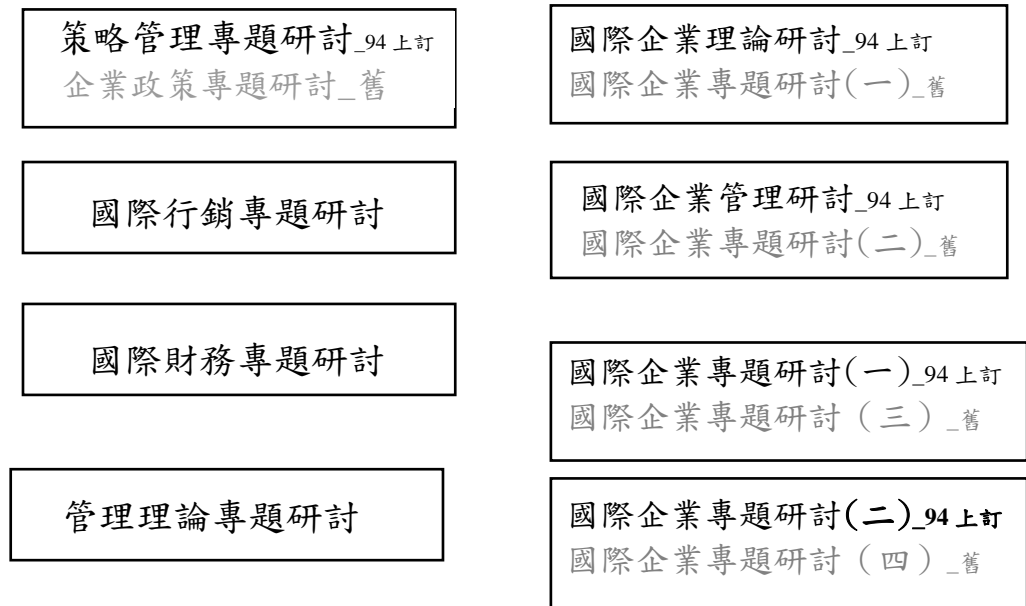 策略管理專題研討_94上訂
企業政策專題研討_舊
國際行銷專題研討
國際財務專題研討
管理理論專題研討
國際企業理論研討_94上訂
國際企業專題研討(一)_舊
國際企業管理研討_94上訂
國際企業專題研討(二)_舊
國際企業專題研討(一)_94上訂
國際企業專題研討（三）_舊
國際企業專題研討(二)_94上訂
國際企業專題研討（四）_舊